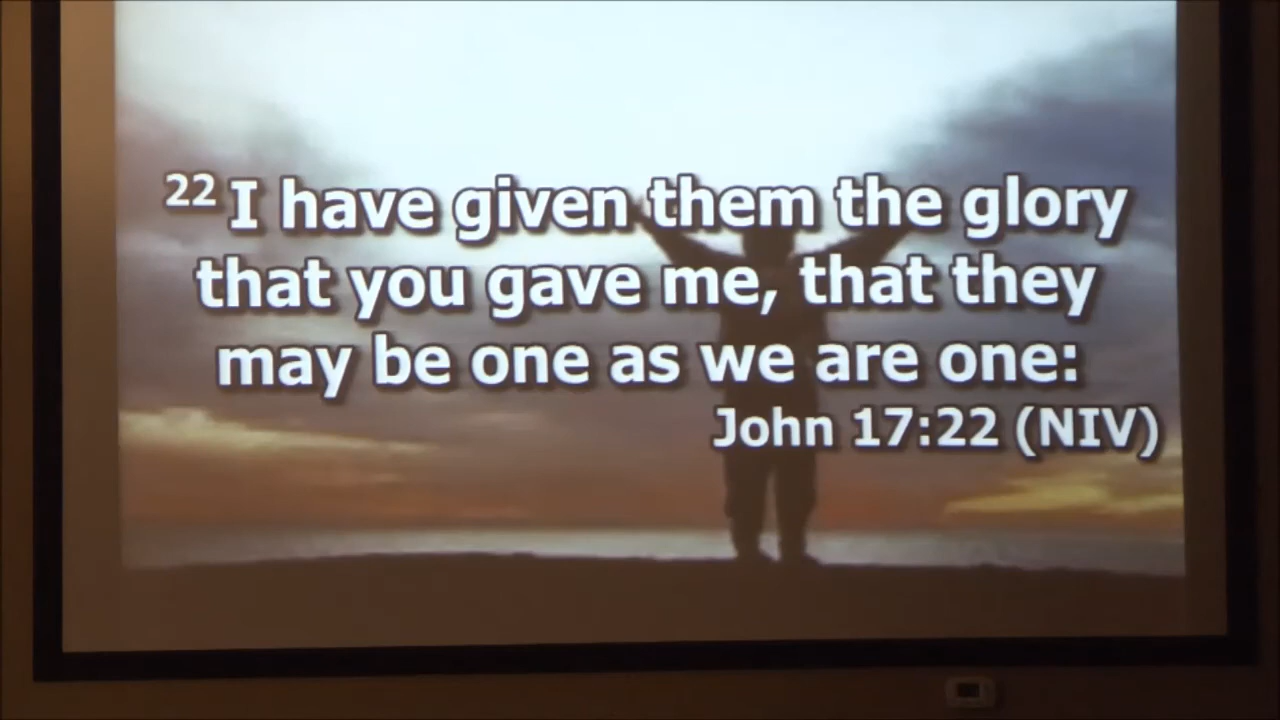 22 I have given them the glory
that you gave me, that they
may be one as we are one:
John 17:22 (NIV)